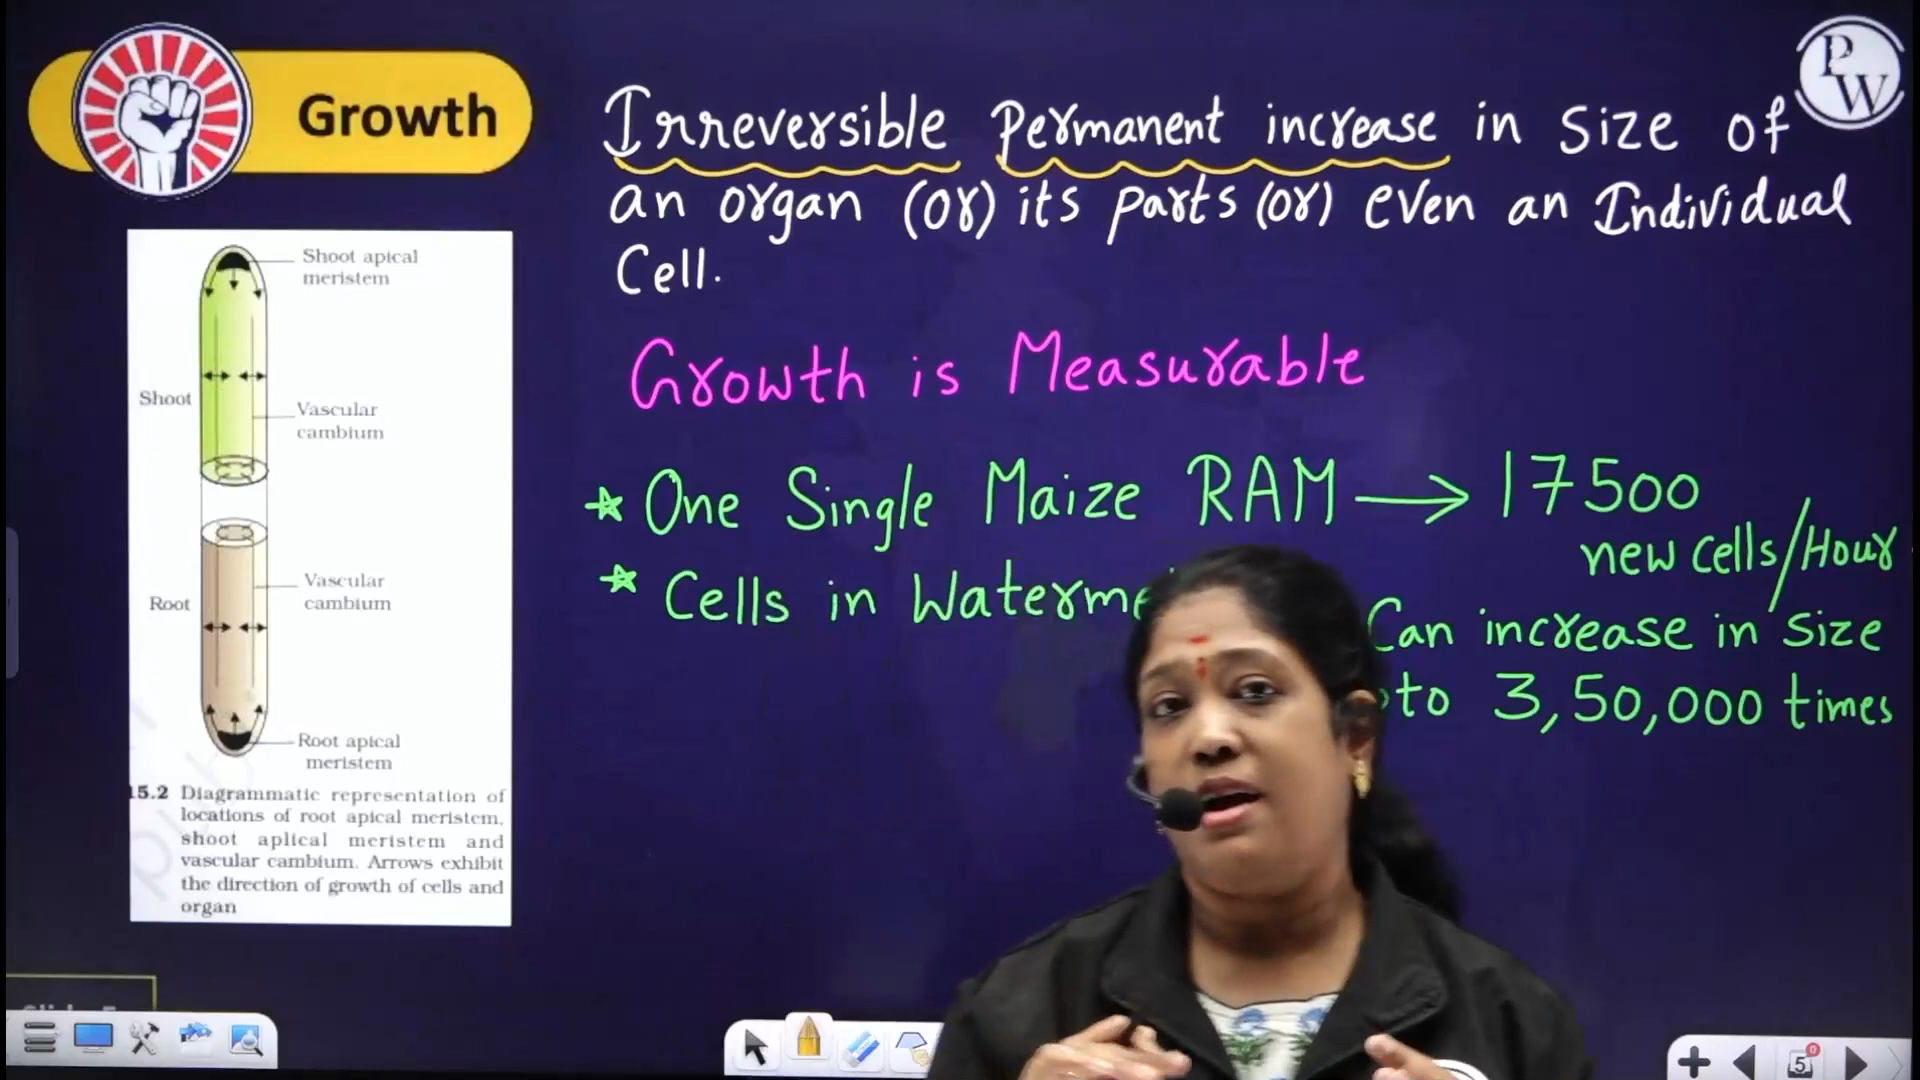 Growth
PW
Irreversible permanent increase in size of
an organ (or) its parts (or) even an Individual
Cell.
Growth is Measurable
One Single Maize RAM → 17500
new cells/Hour
Cells in
Can increase in size
to 3,50,000 times
Shoot apical
meristem
Shoot
Vascular
cambium
Root
Vascular
cambium
Root apical
meristem
15.2 Diagrammatic representation of
locations of root apical meristem,
shoot aplical meristem and
vascular cambium. Arrows exhibit
the direction of growth of cells and
organ
5
0